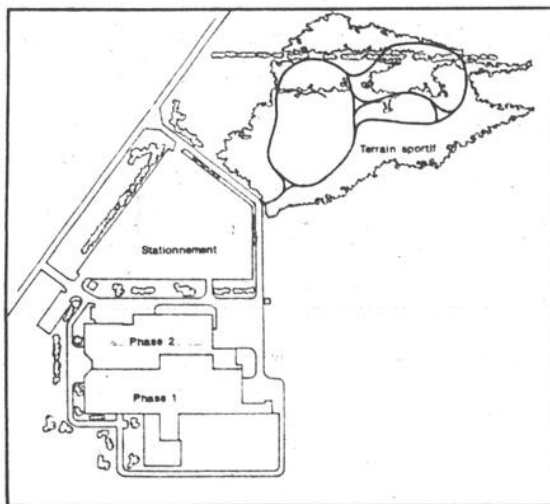 Terrain sportif
Stationnement
Phase 2
Phase 1